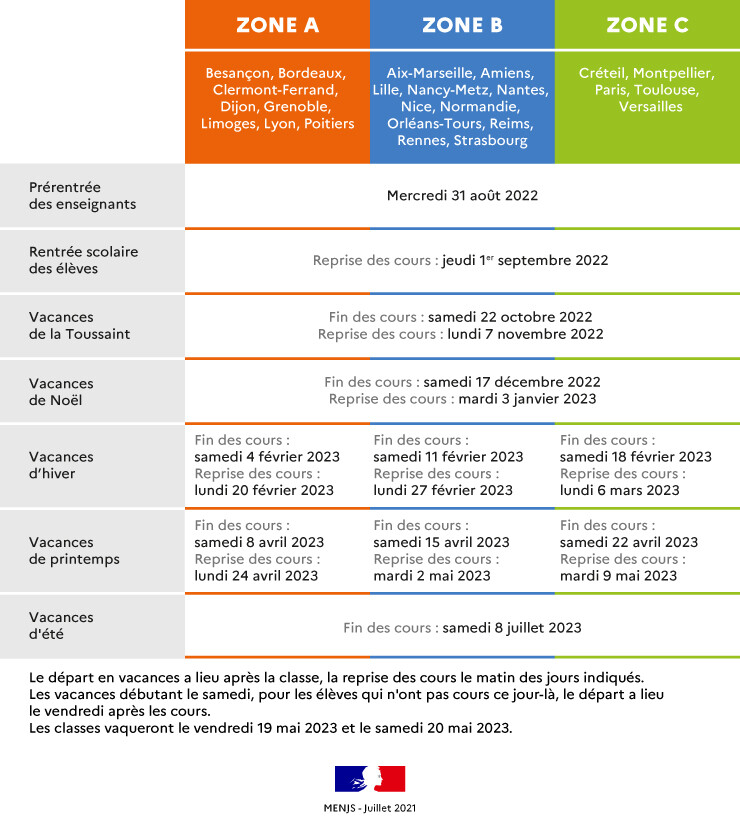 ZONE A
ZONE B
ZONE C
Besançon, Bordeaux,
Clermont-Ferrand,
Dijon, Grenoble,
Limoges, Lyon, Poitiers
Aix-Marseille, Amiens,
Lille, Nancy-Metz, Nantes,
Nice, Normandie,
Orléans-Tours, Reims,
Rennes, Strasbourg
Créteil, Montpellier,
Paris, Toulouse,
Versailles
Prérentrée
des enseignants
Mercredi 31 août 2022
Rentrée scolaire
des élèves
Reprise des cours : jeudi 1er septembre 2022
Vacances
de la Toussaint
Fin des cours : samedi 22 octobre 2022
Reprise des cours : lundi 7 novembre 2022
Vacances
de Noël
Fin des cours : samedi 17 décembre 2022
Reprise des cours : mardi 3 janvier 2023
Vacances
d’hiver
Fin des cours :
samedi 4 février 2023
Reprise des cours :
lundi 20 février 2023
Fin des cours :
samedi 11 février 2023
Reprise des cours :
lundi 27 février 2023
Fin des cours :
samedi 18 février 2023
Reprise des cours :
lundi 6 mars 2023
Vacances
de printemps
Fin des cours :
samedi 8 avril 2023
Reprise des cours :
lundi 24 avril 2023
Fin des cours :
samedi 15 avril 2023
Reprise des cours :
mardi 2 mai 2023
Fin des cours :
samedi 22 avril 2023
Reprise des cours :
mardi 9 mai 2023
Vacances
d'été
Fin des cours : samedi 8 juillet 2023
Le départ en vacances a lieu après la classe, la reprise des cours le matin des jours indiqués.
Les vacances débutant le samedi, pour les élèves qui n'ont pas cours ce jour-là, le départ a lieu
le vendredi après les cours.
Les classes vaqueront le vendredi 19 mai 2023 et le samedi 20 mai 2023.
MENJS - Juillet 2021